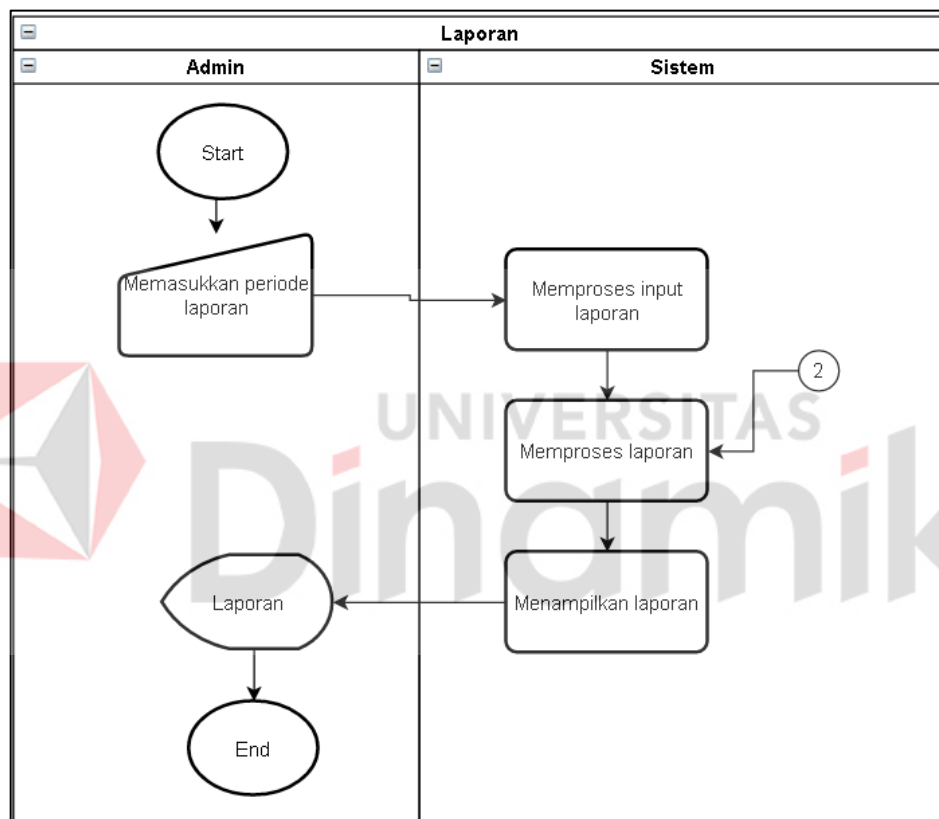 Laporan
Admin
Sistem
Start
Memasukkan periode
laporan
Memproses input
laporan
2
Memproses laporan
Menampilkan laporan
Laporan
End
UNIVERSITAS
Dinamik